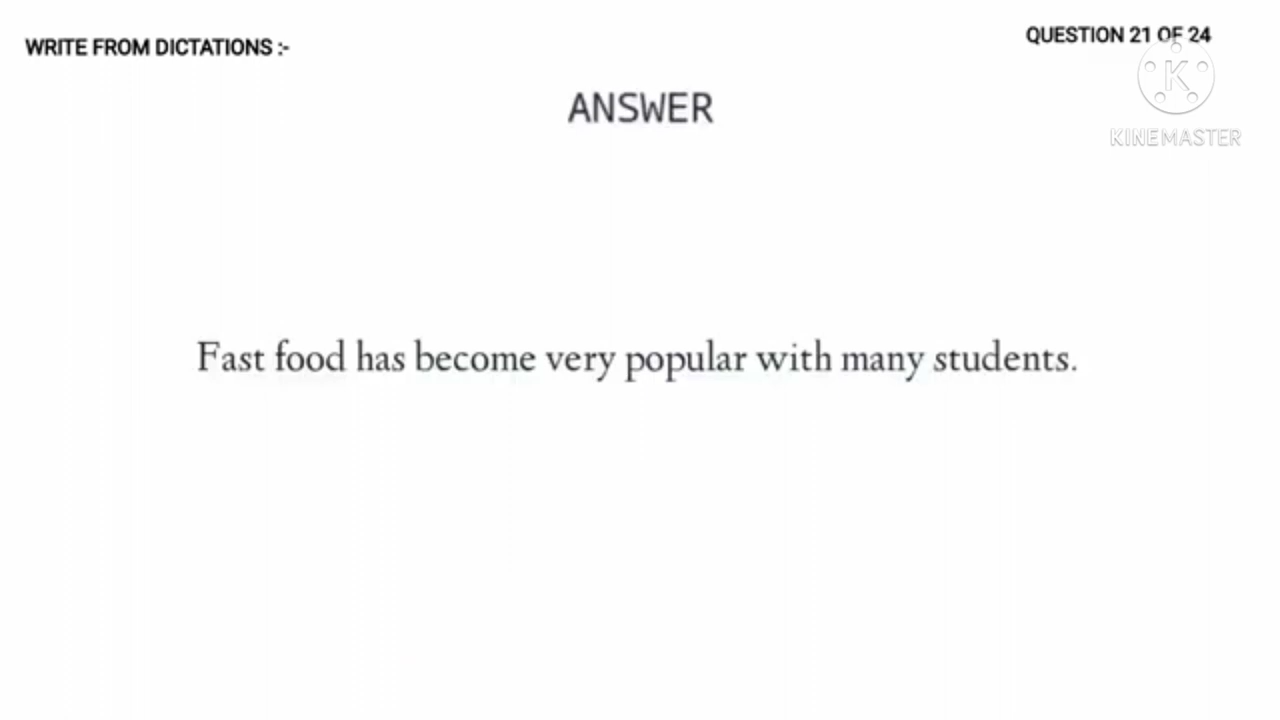 WRITE FROM DICTATIONS :-
QUESTION 21 OF 24
K
KINEMASTER
ANSWER
Fast food has become very popular with many students.